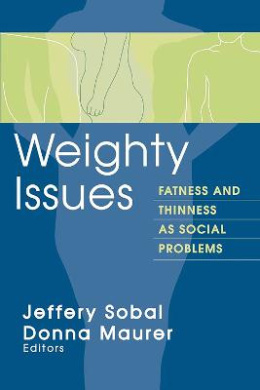 Weighty
Issues
FATNESS AND
THINNESS
AS SOCIAL
PROBLEMS
Jeffery Sobal
Donna Maurer
Editors